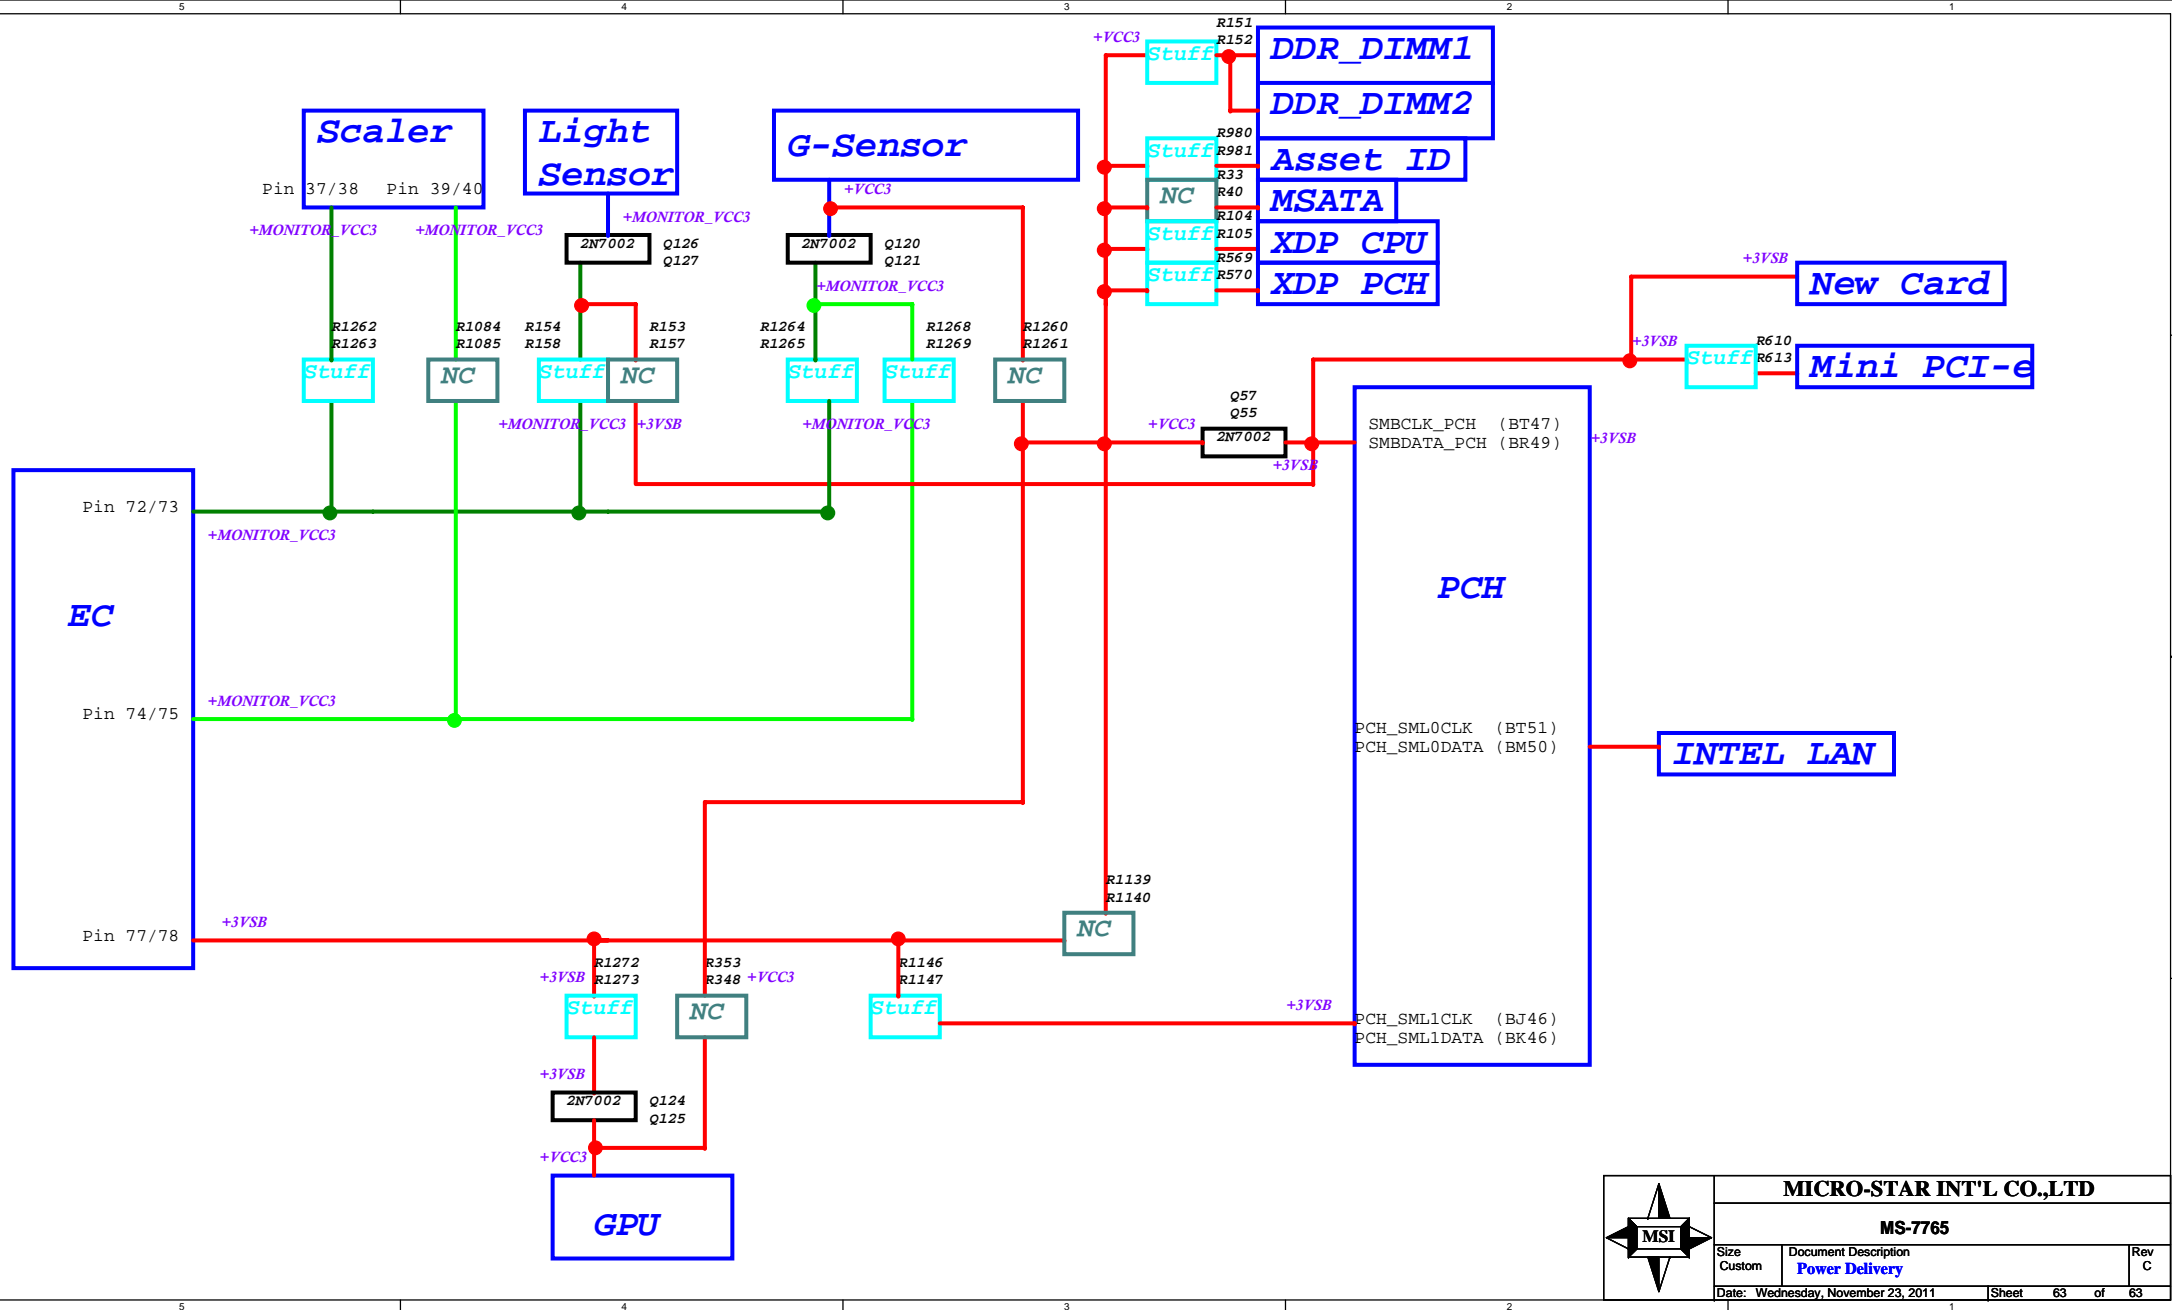 5 4 3 2 1
R151
+VCC3 R152
Stuff
DDR_DIMM1
DDR_DIMM2
Scaler
Pin 37/38 Pin 39/40
+MONITOR_VCC3 +MONITOR_VCC3
Light
Sensor
+MONITOR_VCC3
2N7002
Q126
Q127
G-Sensor
+VCC3
2N7002
Q120
Q121
+MONITOR_VCC3
R980
R981
Stuff
Asset ID
R33
R40
NC
MSATA
R104
R105
Stuff
XDP CPU
R569
R570
Stuff
XDP PCH
+3VSB
New Card
+3VSB
R610
R613
Stuff
Mini PCI-e
R1262
R1263
Stuff
R1084
R1085
NC
R154
R158
Stuff
R153
R157
NC
R1264
R1265
Stuff
R1268
R1269
Stuff
R1260
R1261
NC
+MONITOR_VCC3 +3VSB
+MONITOR_VCC3
Q57
Q55
+VCC3
2N7002
+3VSB
SMBCLK_PCH (BT47)
SMBDATA_PCH (BR49)
+3VSB
Pin 72/73
+MONITOR_VCC3
EC
PCH
Pin 74/75
+MONITOR_VCC3
PCH_SML0CLK (BT51)
PCH_SML0DATA (BM50)
INTEL LAN
R1139
R1140
NC
Pin 77/78
+3VSB
R1272
+3VSB R1273
Stuff
R353
R348 +VCC3
NC
R1146
R1147
Stuff
+3VSB
PCH_SML1CLK (BJ46)
PCH_SML1DATA (BK46)
+3VSB
2N7002
Q124
Q125
+VCC3
GPU
MSI
MICRO-STAR INT'L CO.,LTD
MS-7765
Size Document Description Rev
Custom Power Delivery C
Date: Wednesday, November 23, 2011 Sheet 63 of 63
5 4 3 2 1